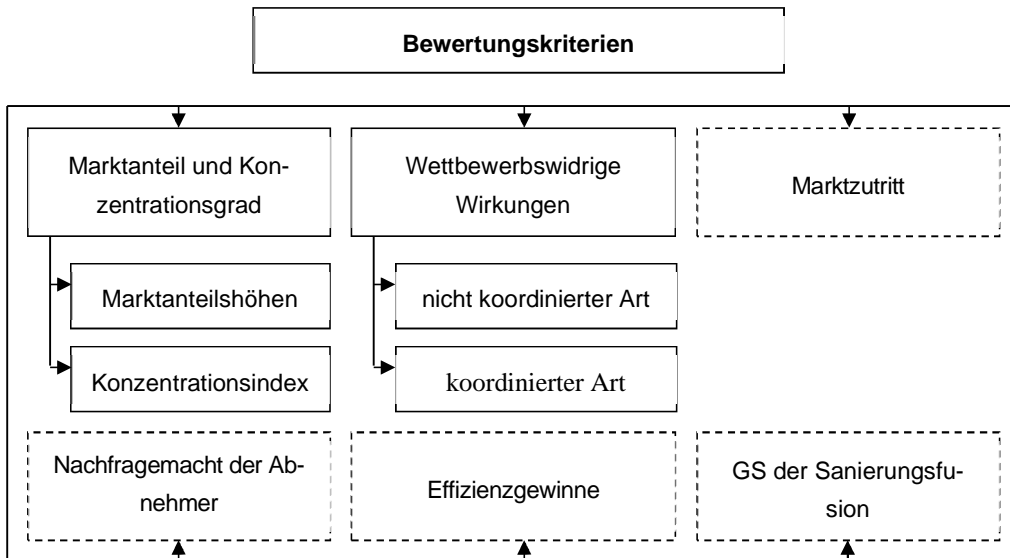 Bewertungskriterien
Marktanteil und Kon-
zentrationsgrad
Wettbewerbswidrige
Wirkungen
Marktzutritt
Marktanteilshöhen
nicht koordinierter Art
Konzentrationsindex
koordinierter Art
Nachfragemacht der Ab-
nehmer
Effizienzgewinne
GS der Sanierungsfu-
sion